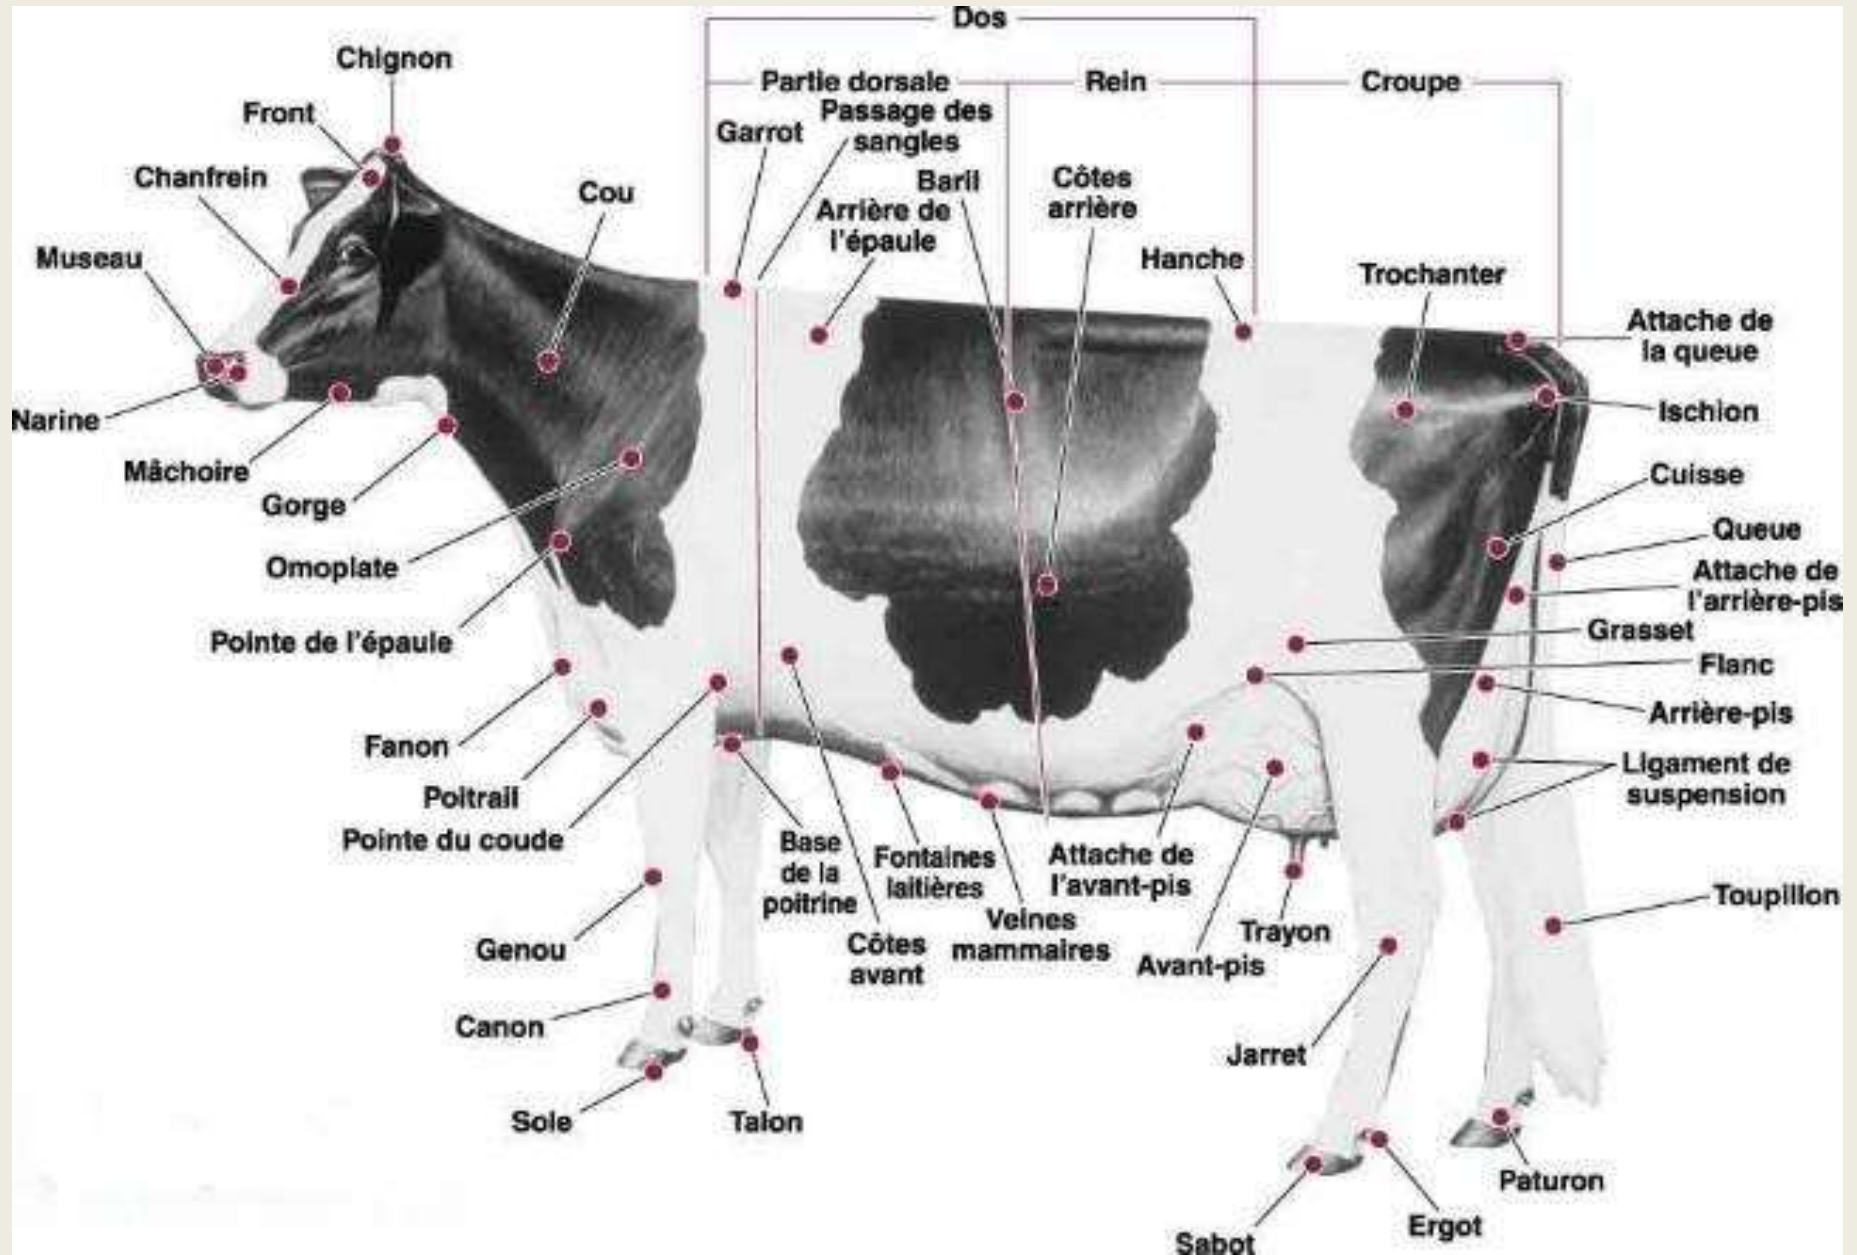 Dos
Chignon
Partie dorsale
Rein
Croupe
Front
Garrot
Passage des
sangles
Chanfrein
Cou
Baril
Côtes
arrière
Arrière de
l'épaule
Museau
Hanche
Trochanter
Attache de
la queue
Narine
Ischion
Mâchoire
Cuisse
Gorge
Queue
Omoplate
Attache de
l'arrière-pis
Pointe de l'épaule
Grasset
Flanc
Arrière-pis
Fanon
Ligament de
suspension
Poitrail
Pointe du coude
Base
de la
poitrine
Fontaines
laitières
Attache de
l'avant-pis
Toupillon
Veines
mammaires
Trayon
Genou
Côtes
avant
Avant-pis
Canon
Jarret
Sole
Talon
Paturon
Ergot
Sabot